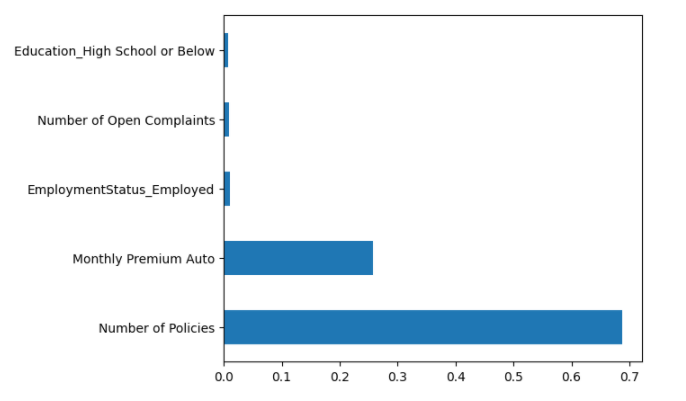 Education_High School or Below
Number of Open Complaints
EmploymentStatus_Employed
Monthly Premium Auto
Number of Policies
0.0 0.1 0.2 0.3 0.4 0.5 0.6 0.7